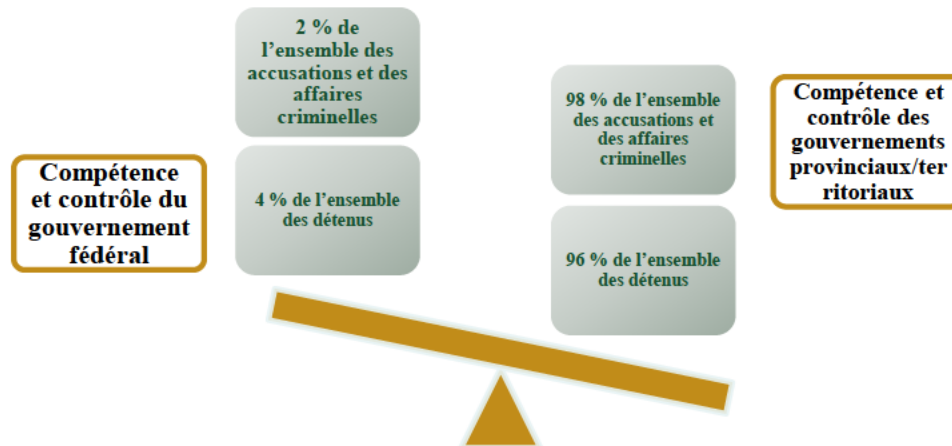 Compétence
et contrôle du
gouvernement
fédéral
2 % de
l’ensemble des
accusations et des
affaires
criminelles
4 % de l’ensemble
des détenus
98 % de l’ensemble
des accusations et
des affaires
criminelles
96 % de l’ensemble
des détenus
Compétence et
contrôle des
gouvernements
provinciaux/ter
ritoriaux